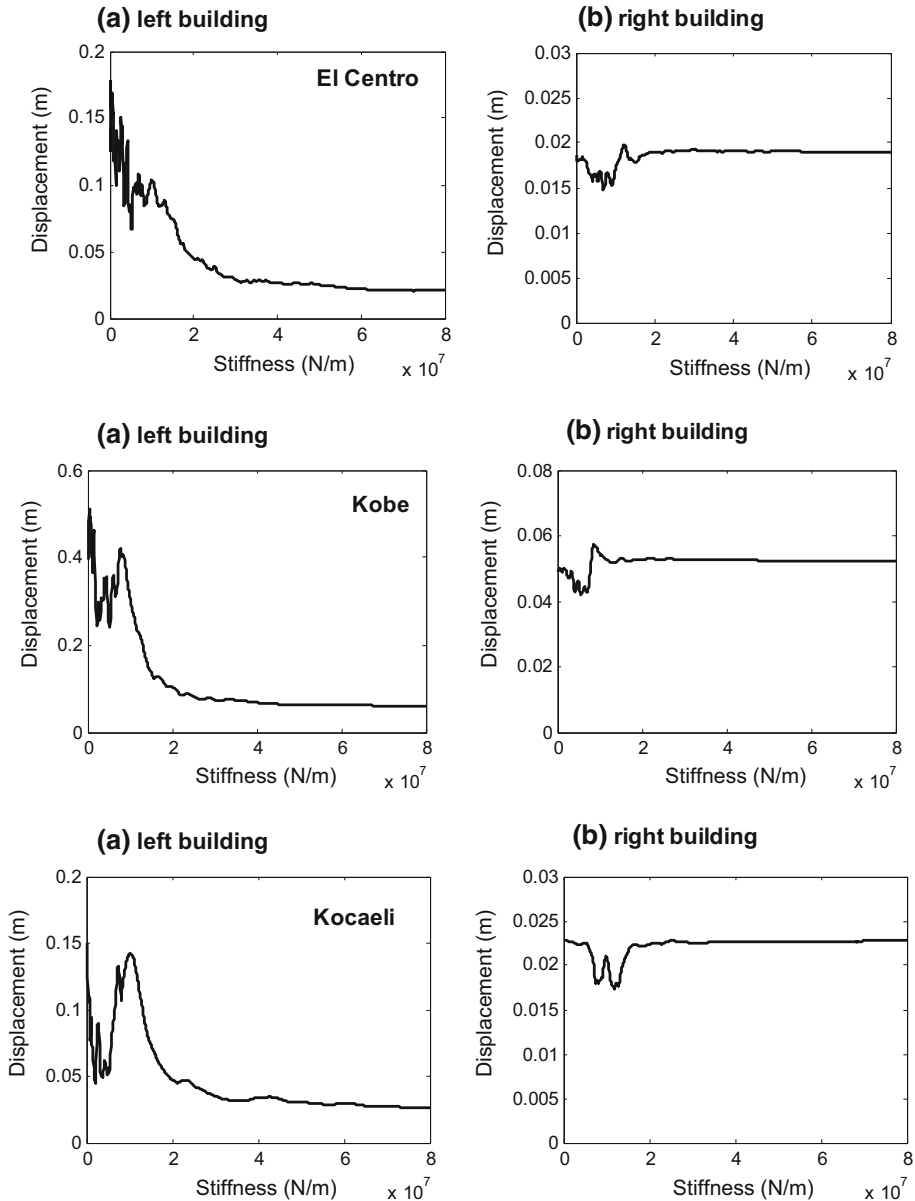 (a) left building
(b) right building
El Centro
Displacement (m)
0.2
0.15
0.1
0.05
0
0 2 4 6 8
x 10^7
Stiffness (N/m)
Displacement (m)
0.03
0.025
0.02
0.015
0.01
0.005
0
0 2 4 6 8
x 10^7
Stiffness (N/m)
(a) left building
(b) right building
Kobe
Displacement (m)
0.6
0.4
0.2
0
0 2 4 6 8
x 10^7
Stiffness (N/m)
Displacement (m)
0.08
0.06
0.04
0.02
0
0 2 4 6 8
x 10^7
Stiffness (N/m)
(a) left building
(b) right building
Kocaeli
Displacement (m)
0.2
0.15
0.1
0.05
0
0 2 4 6 8
x 10^7
Stiffness (N/m)
Displacement (m)
0.03
0.025
0.02
0.015
0.01
0.005
0
0 2 4 6 8
x 10^7
Stiffness (N/m)